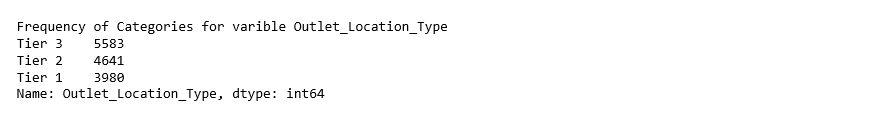 Frequency of Categories for varible Outlet_Location_Type
Tier 3    5583
Tier 2    4641
Tier 1    3980
Name: Outlet_Location_Type, dtype: int64